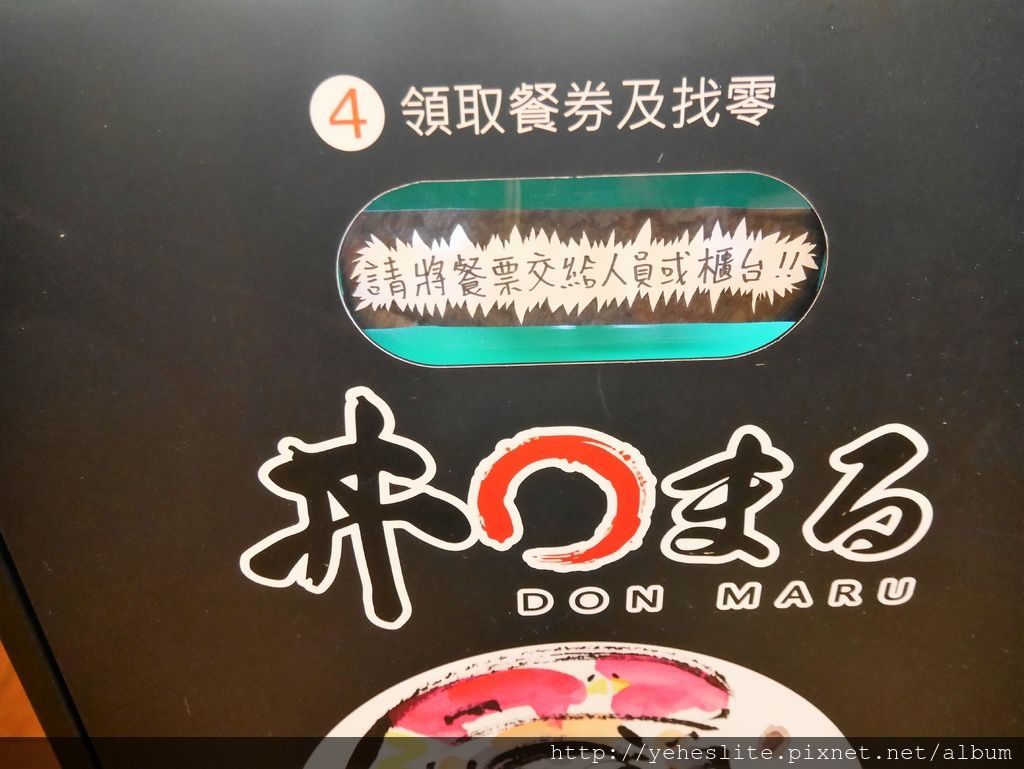 4 領取餐券及找零
請將餐票交給人員或櫃台!!
丼まる
DON MARU
http://yeheslite.pixnet.net/album